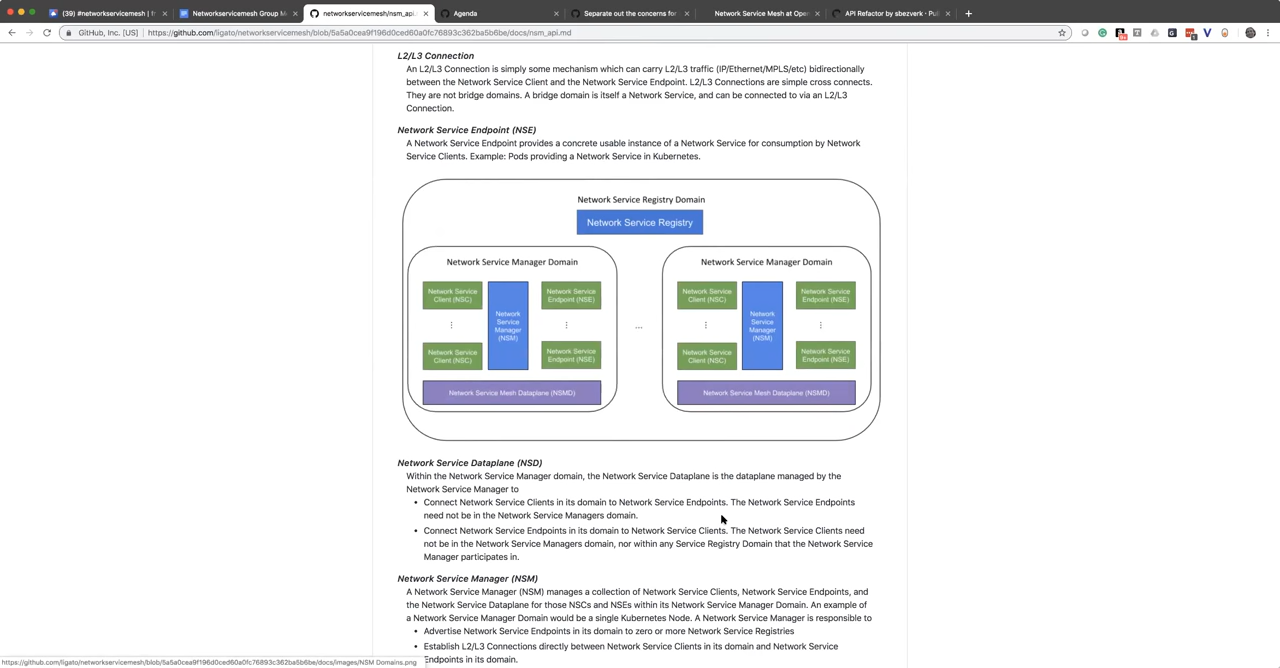 (39) #networkservicemesh | fr
Networkservicemesh Group M
networkservicemesh/nsm_api.
Agenda
Separate out the concerns for
Network Service Mesh at Open
API Refactor by sbezverk · Pul
GitHub, Inc. [US] | https://github.com/ligato/networkservicemesh/blob/5a5a0cea9f196d0ced60a0fc76893c362ba5b6be/docs/nsm_api.md
L2/L3 Connection
An L2/L3 Connection is simply some mechanism which can carry L2/L3 traffic (IP/Ethernet/MPLS/etc) bidirectionally
between the Network Service Client and the Network Service Endpoint. L2/L3 Connections are simple cross connects.
They are not bridge domains. A bridge domain is itself a Network Service, and can be connected to via an L2/L3
Connection.
Network Service Endpoint (NSE)
A Network Service Endpoint provides a concrete usable instance of a Network Service for consumption by Network
Service Clients. Example: Pods providing a Network Service in Kubernetes.
Network Service Registry Domain
Network Service Registry
Network Service Manager Domain
Network Service
Client (NSC)
Network
Service
Manager
(NSM)
Network Service
Endpoint (NSE)
Network Service
Client (NSC)
Network Service
Endpoint (NSE)
Network Service Mesh Dataplane (NSMD)
...
Network Service Manager Domain
Network Service
Client (NSC)
Network
Service
Manager
(NSM)
Network Service
Endpoint (NSE)
Network Service
Client (NSC)
Network Service
Endpoint (NSE)
Network Service Mesh Dataplane (NSMD)
Network Service Dataplane (NSD)
Within the Network Service Manager domain, the Network Service Dataplane is the dataplane managed by the
Network Service Manager to
• Connect Network Service Clients in its domain to Network Service Endpoints. The Network Service Endpoints
need not be in the Network Service Managers domain.
• Connect Network Service Endpoints in its domain to Network Service Clients. The Network Service Clients need
not be in the Network Service Managers domain, nor within any Service Registry Domain that the Network Service
Manager participates in.
Network Service Manager (NSM)
A Network Service Manager (NSM) manages a collection of Network Service Clients, Network Service Endpoints, and
the Network Service Dataplane for those NSCs and NSEs within its Network Service Manager Domain. An example of
a Network Service Manager Domain would be a single Kubernetes Node. A Network Service Manager is responsible to
• Advertise Network Service Endpoints in its domain to zero or more Network Service Registries
• Establish L2/L3 Connections directly between Network Service Clients in its domain and Network Service
Endpoints in its domain.
https://github.com/ligato/networkservicemesh/blob/5a5a0cea9f196d0ced60a0fc76893c362ba5b6be/docs/images/NSM Domains.png